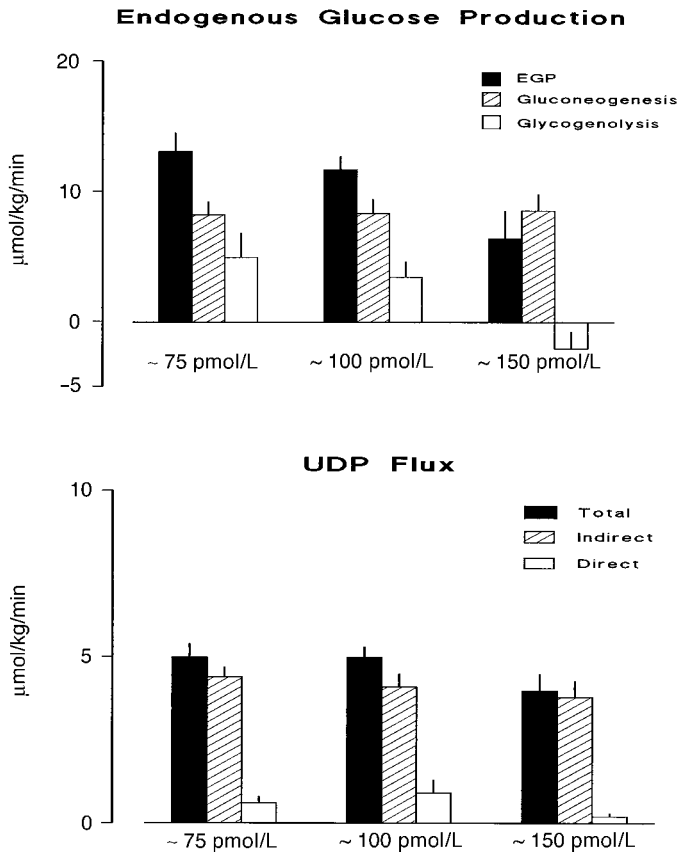 Endogenous Glucose Production
20
10
0
−5
μmol/kg/min
EGP
Gluconeogenesis
Glycogenolysis
~ 75 pmol/L
~ 100 pmol/L
~ 150 pmol/L
UDP Flux
10
5
0
μmol/kg/min
Total
Indirect
Direct
~ 75 pmol/L
~ 100 pmol/L
~ 150 pmol/L